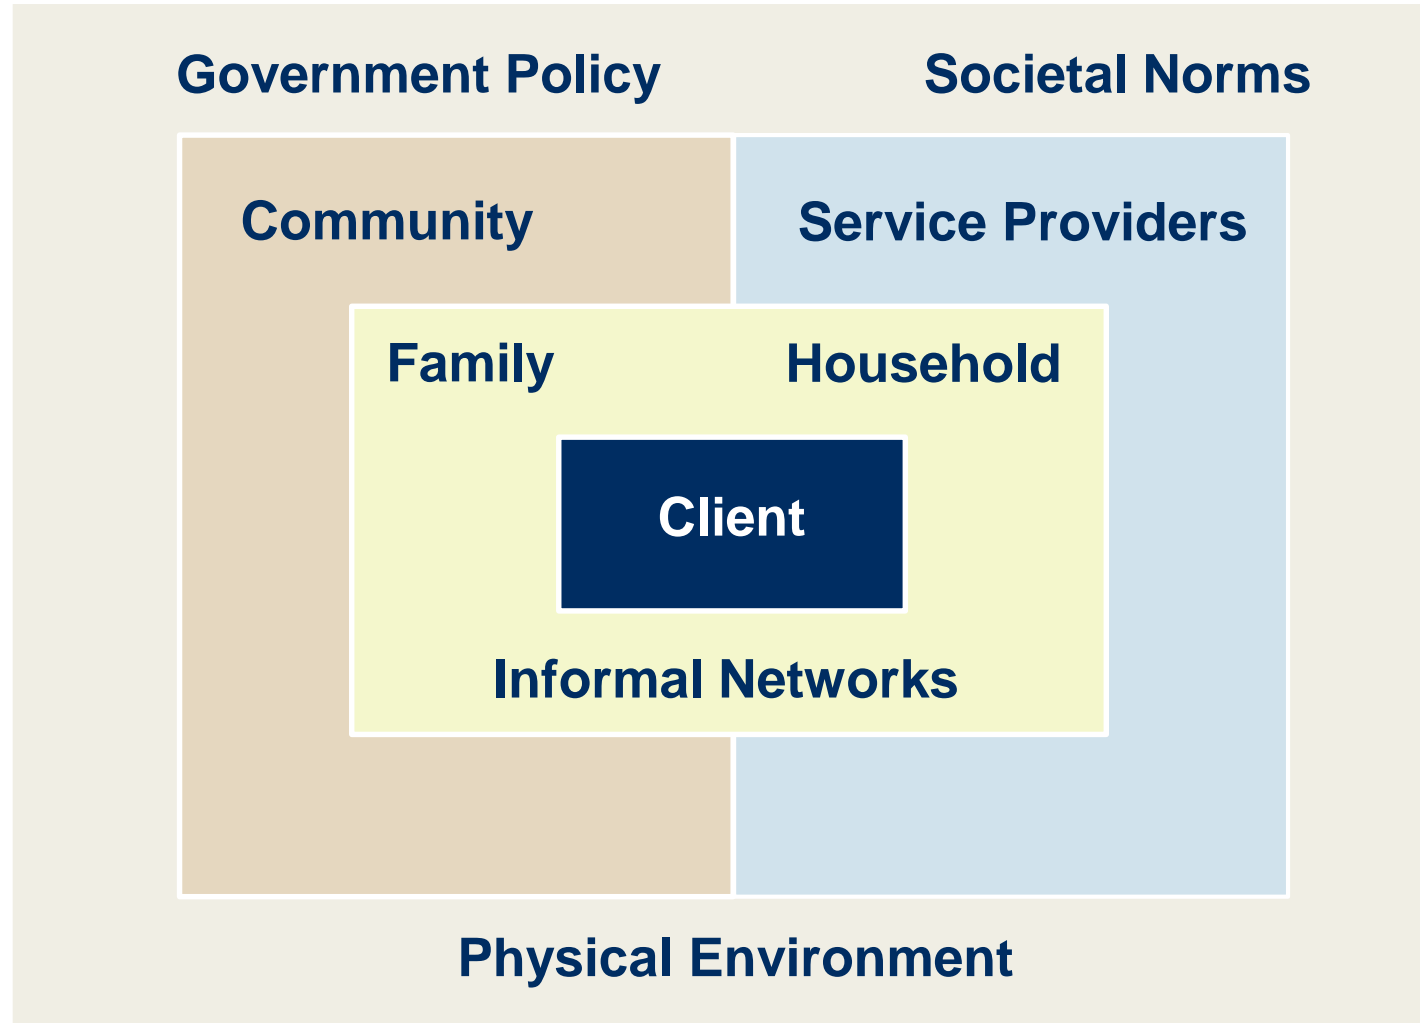 Government Policy
Societal Norms
Community
Service Providers
Family
Household
Client
Informal Networks
Physical Environment